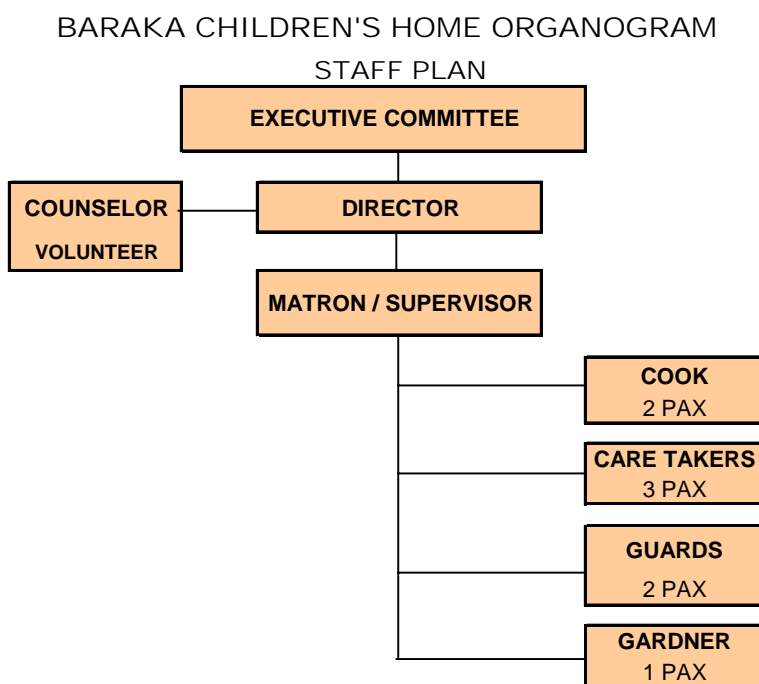 BARAKA CHILDREN'S HOME ORGANOGRAM
STAFF PLAN
EXECUTIVE COMMITTEE
COUNSELOR
VOLUNTEER
DIRECTOR
MATRON / SUPERVISOR
COOK
2 PAX
CARE TAKERS
3 PAX
GUARDS
2 PAX
GARDNER
1 PAX